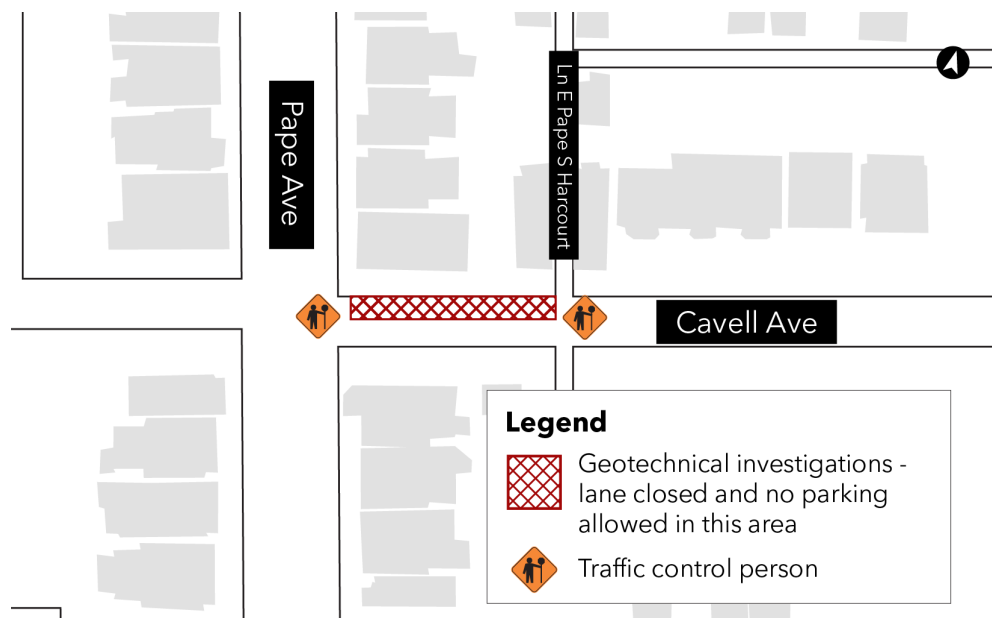 Pape Ave
Ln E Pape S Harcourt
Cavell Ave
Legend
Geotechnical investigations -
lane closed and no parking
allowed in this area
Traffic control person